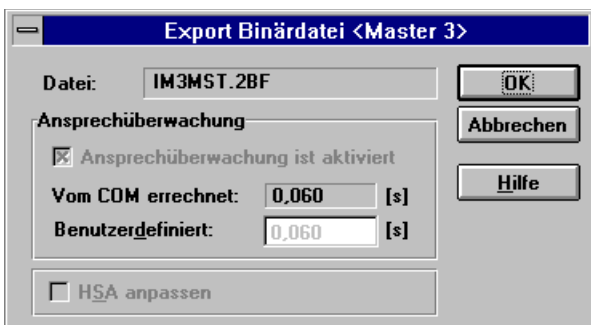 Export Binärdatei <Master 3>
Datei: IM3MST.2BF
OK
Ansprechüberwachung
Abbrechen
Ansprechüberwachung ist aktiviert
Vom COM errechnet: 0,060 [s]
Hilfe
Benutzerdefiniert: 0,060 [s]
HSA anpassen